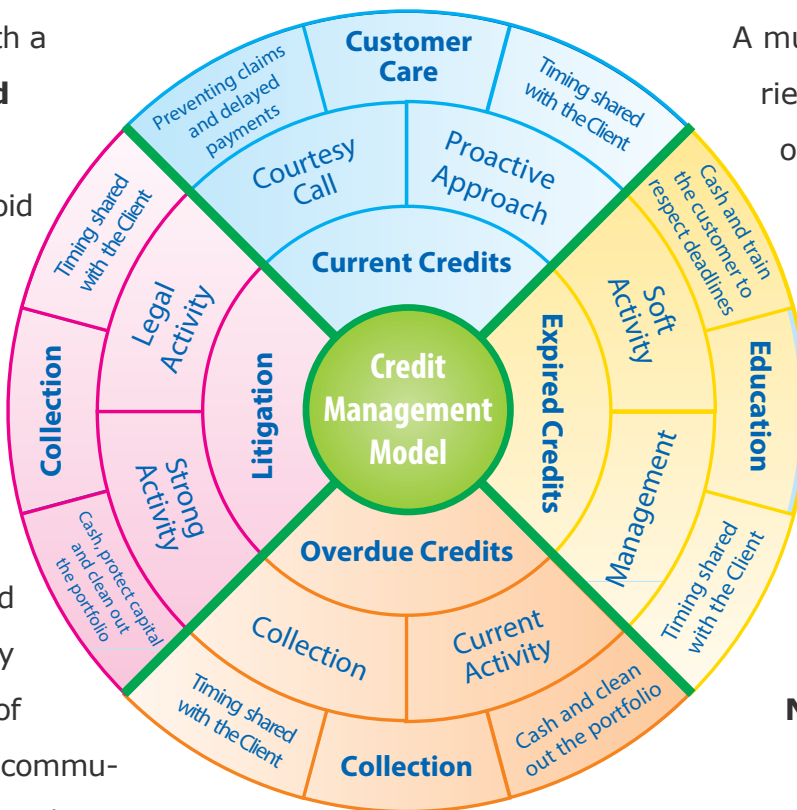 th a
d
oid
d
y
of
commu-
A mu
rie
o
N
Customer
Care
Preventing claims
and delayed
payments
Timing shared
with the Client
Courtesy
Call
Proactive
Approach
Current Credits
Cash and train
the customer to
respect deadlines
Soft
Activity
Education
Expired Credits
Management
Timing shared
with the Client
Credit
Management
Model
Overdue Credits
Collection
Current
Activity
Timing shared
with the Client
Collection
Cash and clean
out the portfolio
Timing shared
with the Client
Legal
Activity
Collection
Litigation
Strong
Activity
Cash, protect capital
and clean out
the portfolio